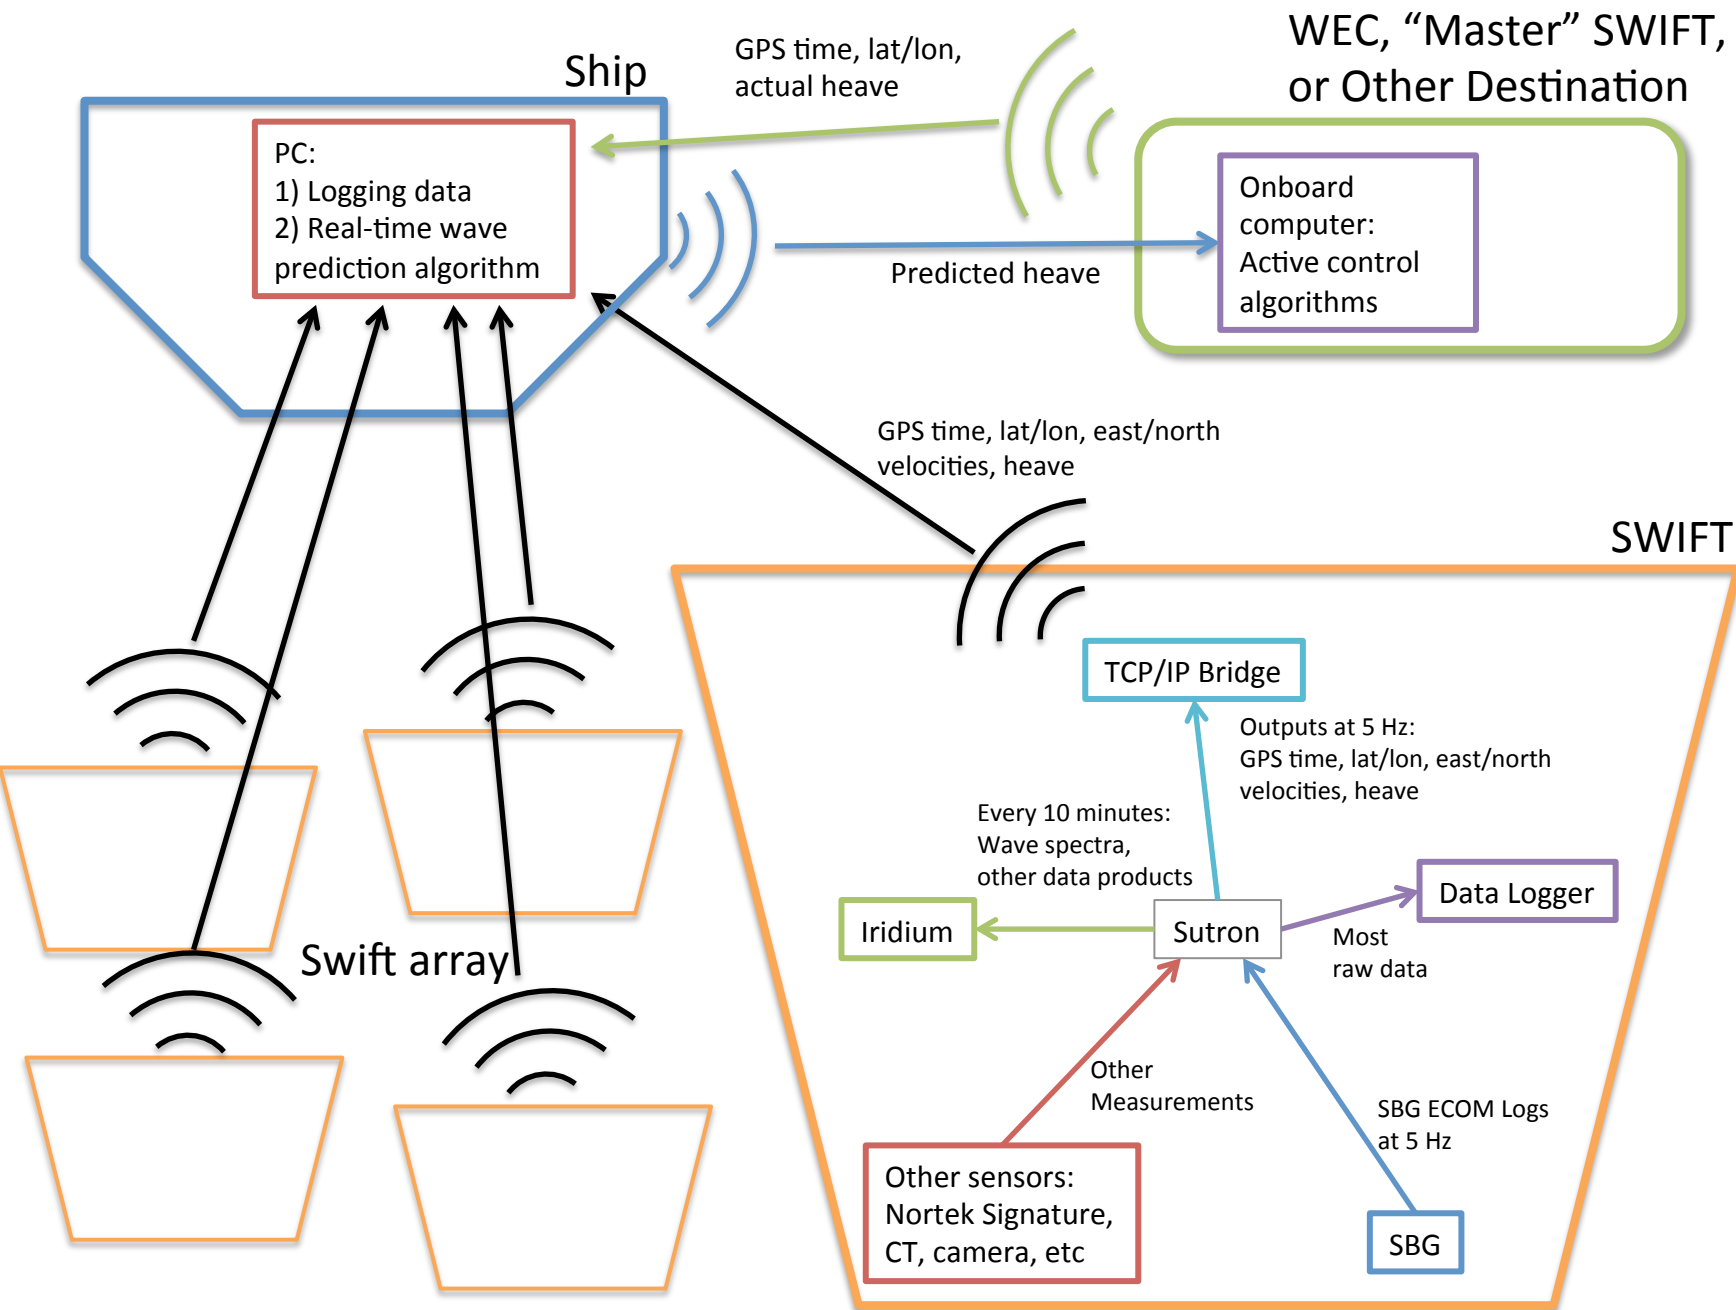 WEC, “Master” SWIFT,
or Other Destination
GPS time, lat/lon,
actual heave
Ship
PC:
1) Logging data
2) Real-time wave
prediction algorithm
Onboard
computer:
Active control
algorithms
Predicted heave
GPS time, lat/lon, east/north
velocities, heave
SWIFT
TCP/IP Bridge
Outputs at 5 Hz:
GPS time, lat/lon, east/north
velocities, heave
Every 10 minutes:
Wave spectra,
other data products
Data Logger
Iridium
Sutron
Most
raw data
Swift array
Other
Measurements
SBG ECOM Logs
at 5 Hz
Other sensors:
Nortek Signature,
CT, camera, etc
SBG